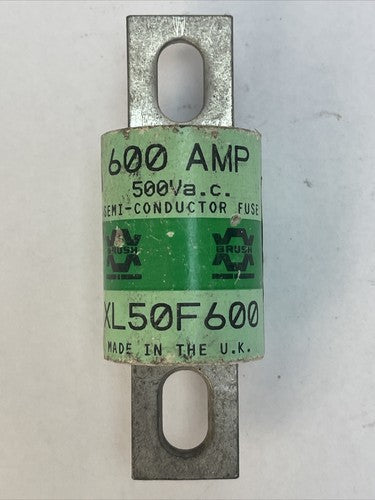 600 AMP
500Va.c.
SEMI-CONDUCTOR FUSE
BRUSH BRUSH
XL50F600
MADE IN THE U.K.